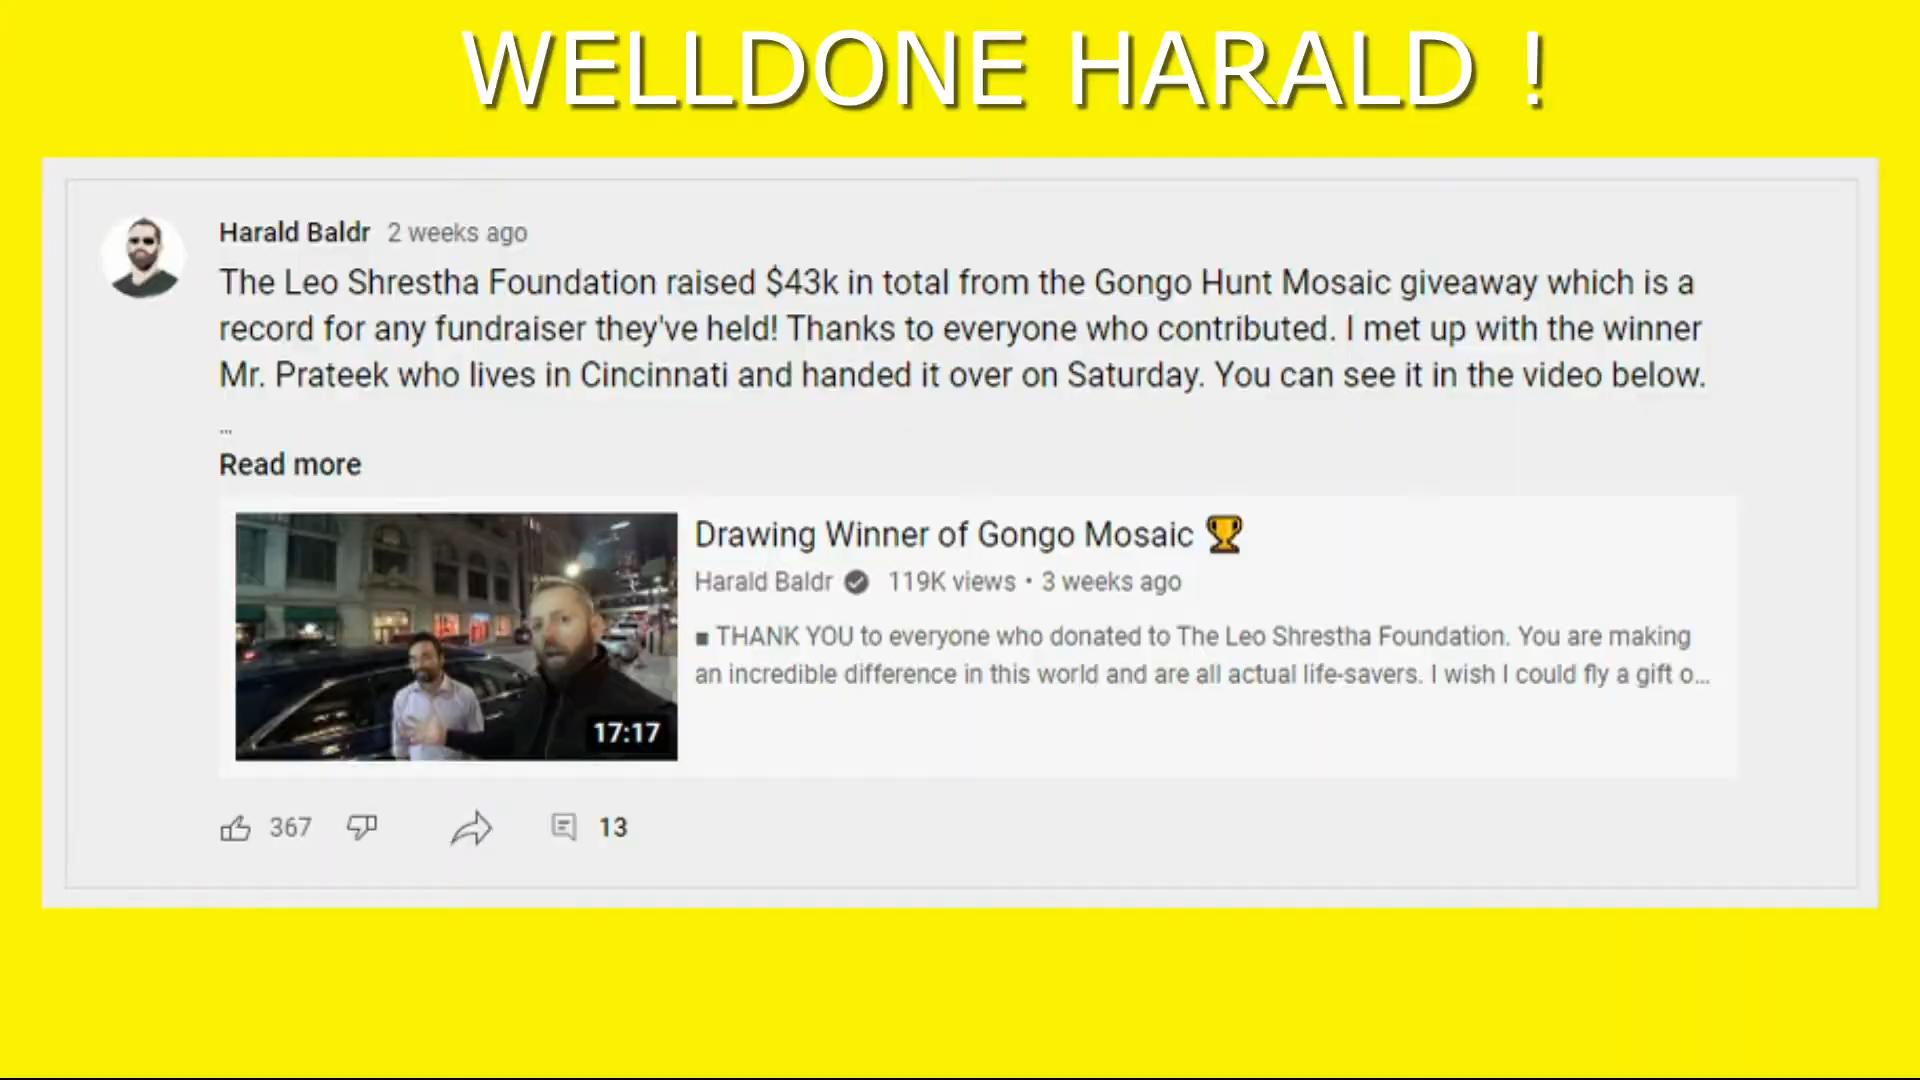 WELLDONE HARALD !
Harald Baldr 2 weeks ago
The Leo Shrestha Foundation raised $43k in total from the Gongo Hunt Mosaic giveaway which is a
record for any fundraiser they've held! Thanks to everyone who contributed. I met up with the winner
Mr. Prateek who lives in Cincinnati and handed it over on Saturday. You can see it in the video below.
...
Read more
Drawing Winner of Gongo Mosaic 🏆
Harald Baldr 119K views • 3 weeks ago
■ THANK YOU to everyone who donated to The Leo Shrestha Foundation. You are making
an incredible difference in this world and are all actual life-savers. I wish I could fly a gift o...
17:17
367 13